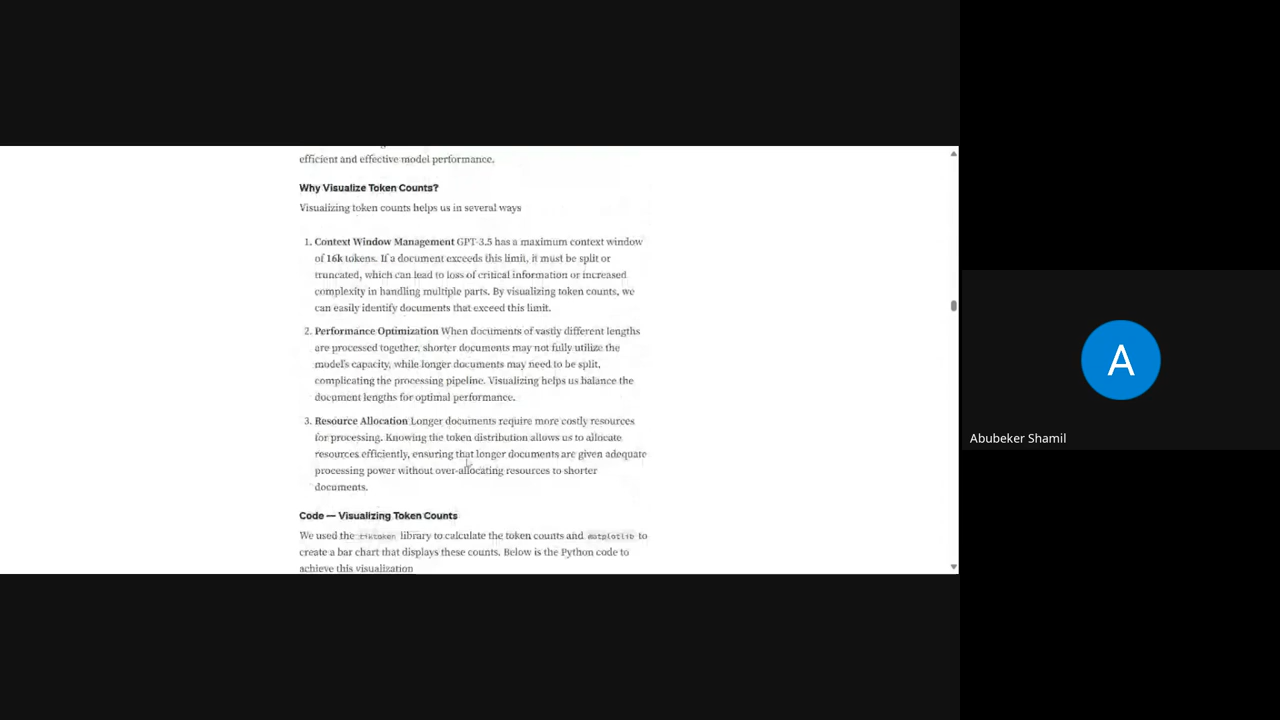 efficient and effective model performance.
Why Visualize Token Counts?
Visualizing token counts helps us in several ways
1. Context Window Management GPT-3.5 has a maximum context window
of 16k tokens. If a document exceeds this limit, it must be split or
truncated, which can lead to loss of critical information or increased
complexity in handling multiple parts. By visualizing token counts, we
can easily identify documents that exceed this limit.
2. Performance Optimization When documents of vastly different lengths
are processed together, shorter documents may not fully utilize the
model's capacity, while longer documents may need to be split,
complicating the processing pipeline. Visualizing helps us balance the
document lengths for optimal performance.
3. Resource Allocation Longer documents require more costly resources
for processing. Knowing the token distribution allows us to allocate
resources efficiently, ensuring that longer documents are given adequate
processing power without over-allocating resources to shorter
documents.
Code — Visualizing Token Counts
We used the tiktoken library to calculate the token counts and matplotlib to
create a bar chart that displays these counts. Below is the Python code to
achieve this visualization
A
Abubeker Shamil